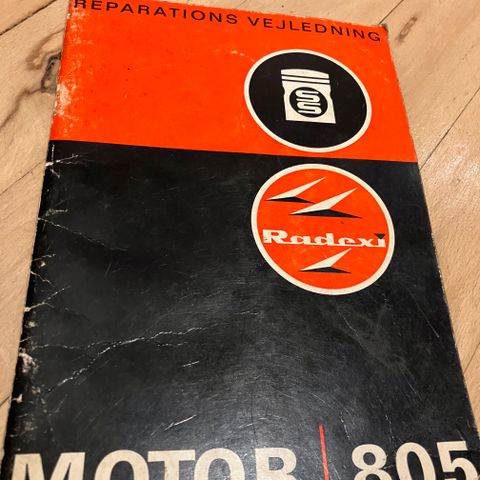 REPARATIONS VEJLEDNING
Radexi
MOTOR 805